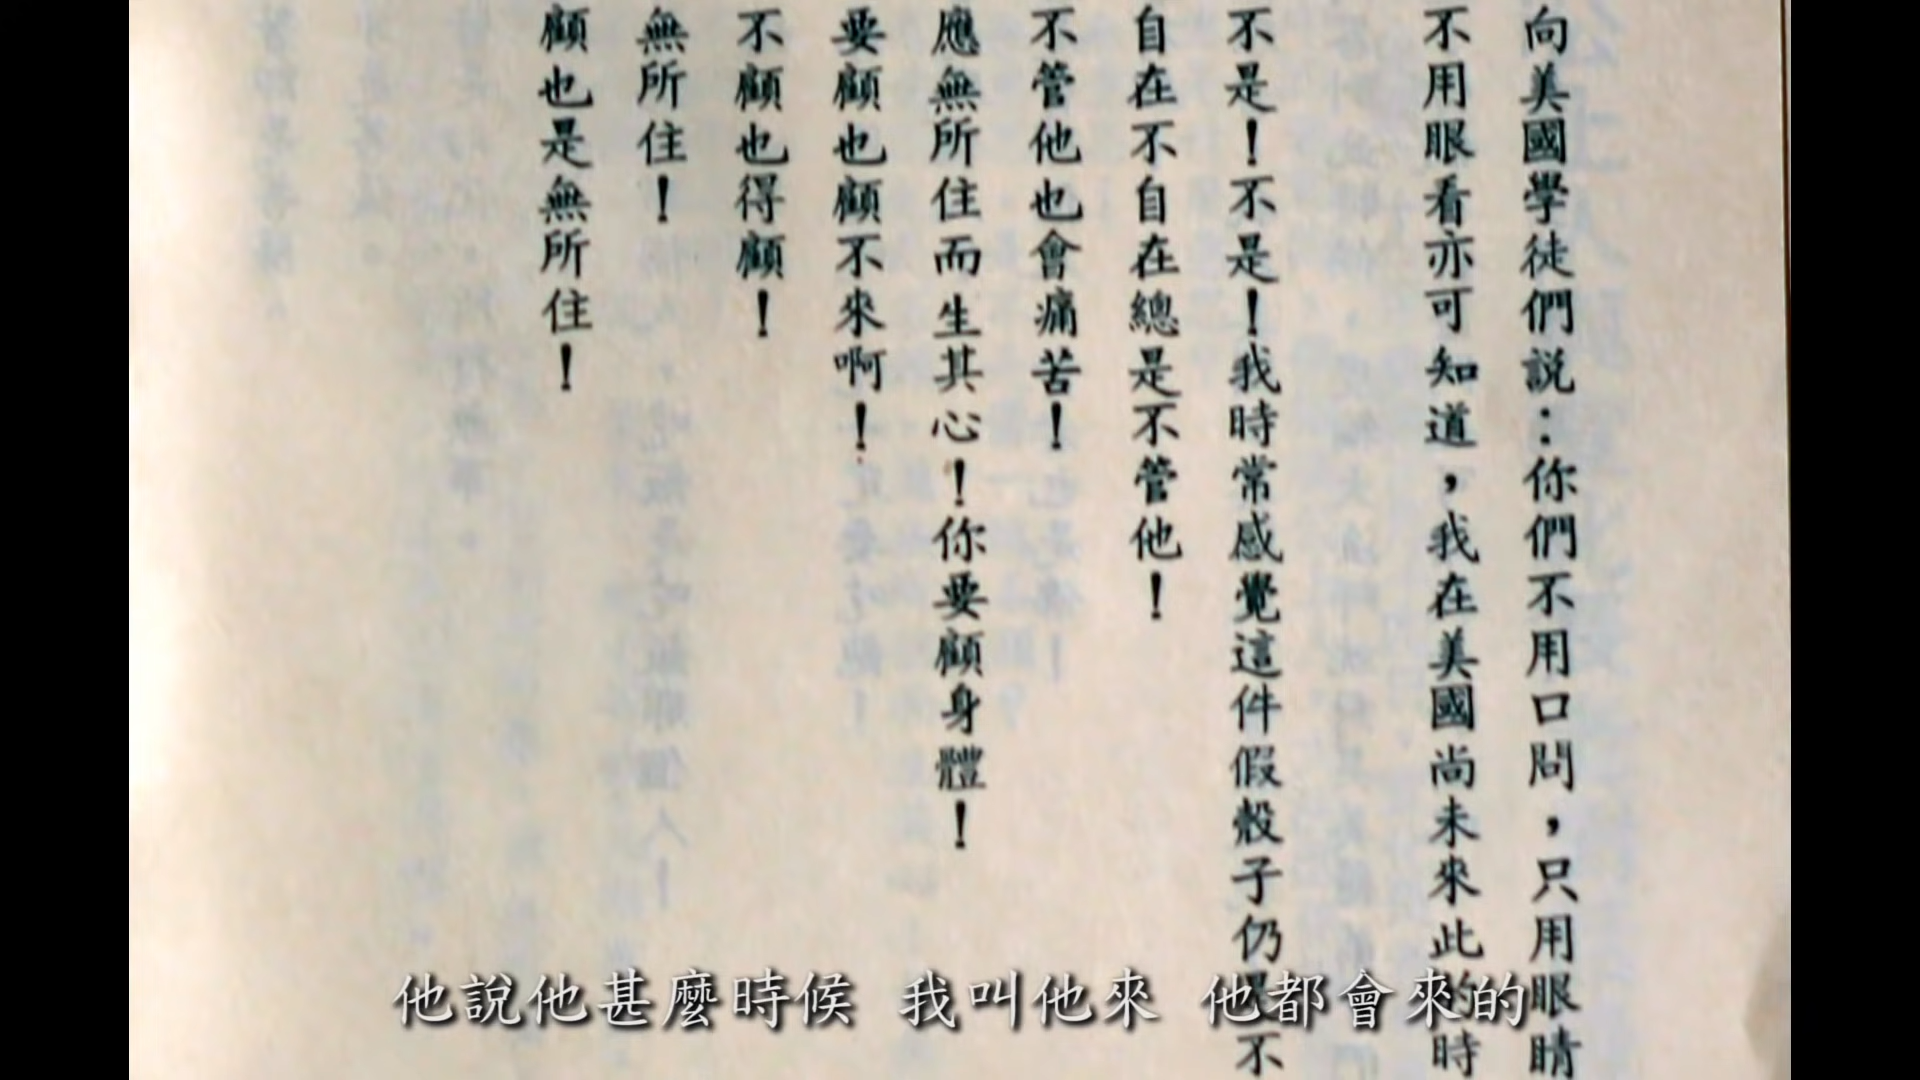 向美國學徒們説：你們不用口問，只用眼睛
不用眼看亦可知道，我在美國尚未來此的時
不是！不是！我時常感覺這件假殼子仍是不
自在不自在總是不管他！
不管他也會痛苦！
應無所住而生其心！你要顧身體！
要顧也顧不來啊！
不顧也得顧！
無所住！
顧也是無所住！
他說他甚麼時候 我叫他來 他都會來的